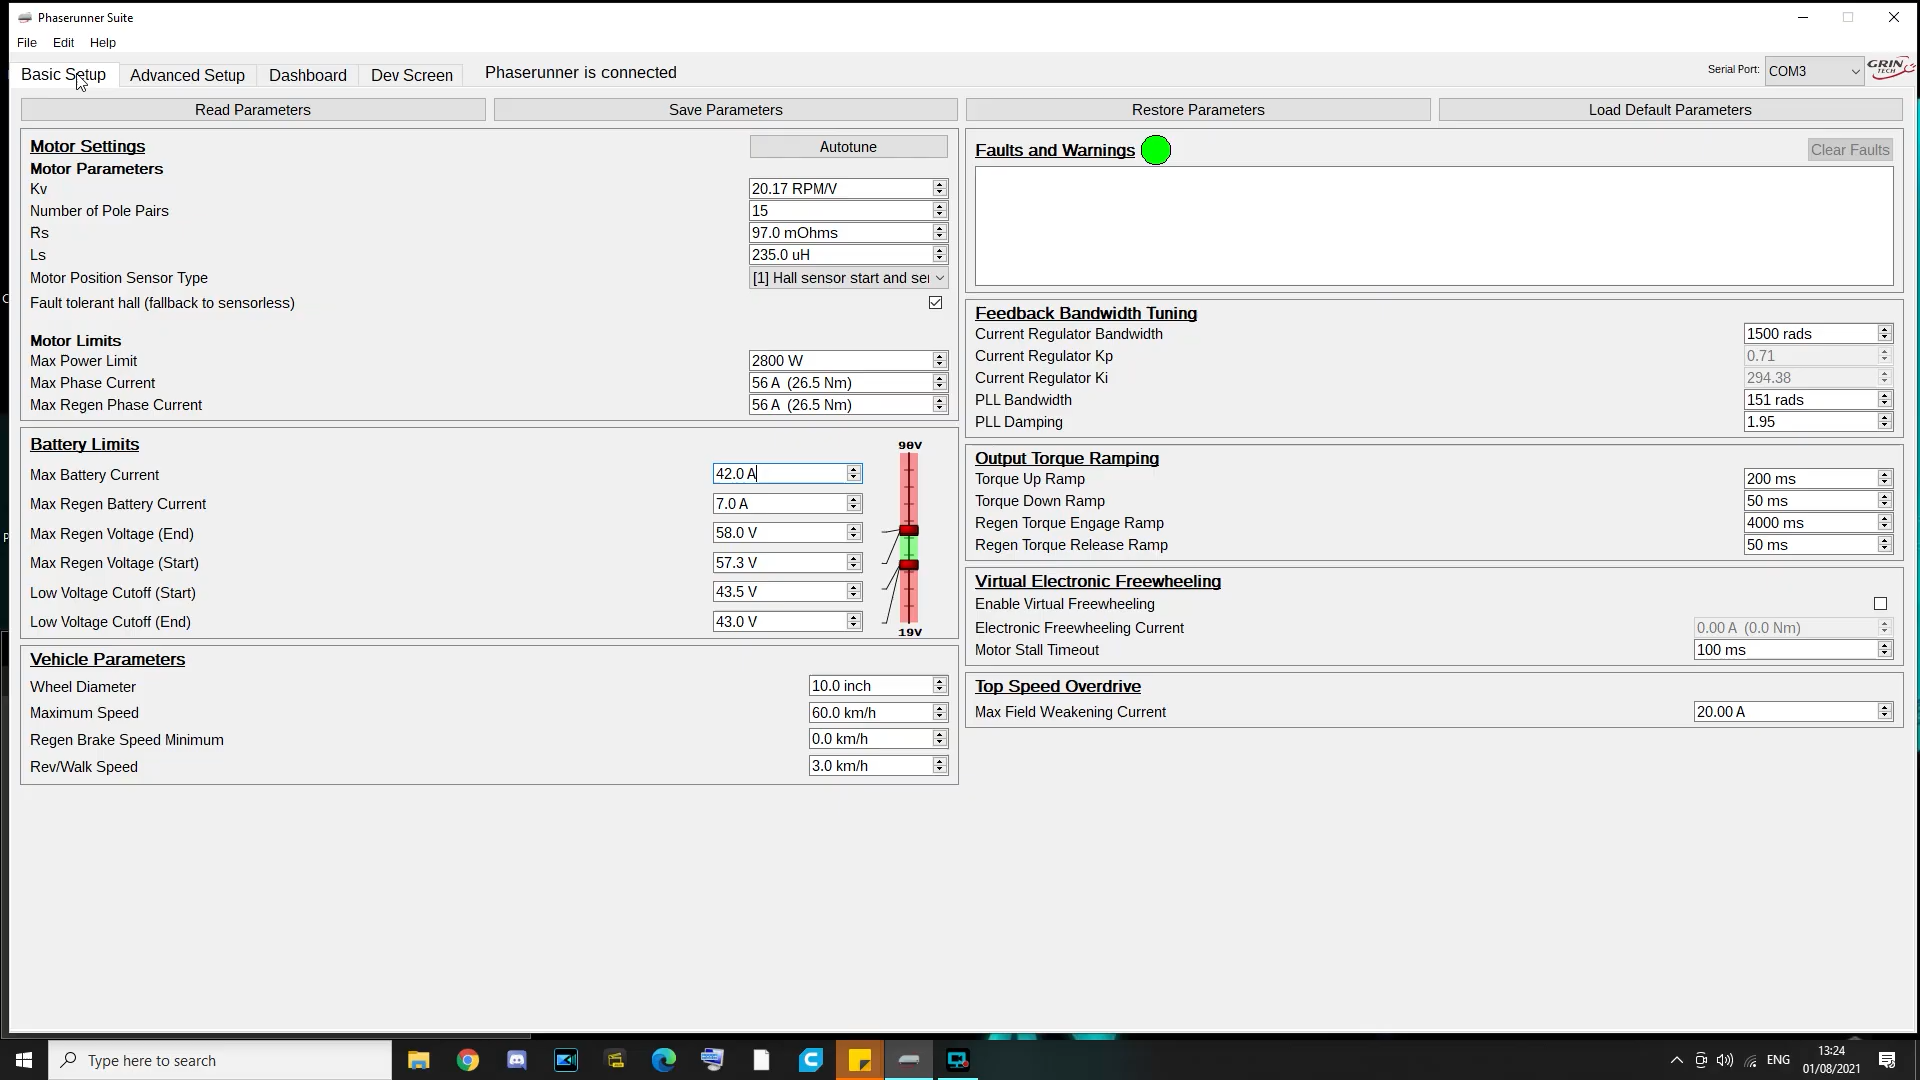 Phaserunner Suite
File Edit Help
Basic Setup Advanced Setup Dashboard Dev Screen Phaserunner is connected Serial Port: COM3 GRIN TECH
Read Parameters Save Parameters Restore Parameters Load Default Parameters
Motor Settings Autotune
Motor Parameters
Kv 20.17 RPM/V
Number of Pole Pairs 15
Rs 97.0 mOhms
Ls 235.0 uH
Motor Position Sensor Type [1] Hall sensor start and se
Fault tolerant hall (fallback to sensorless)
Motor Limits
Max Power Limit 2800 W
Max Phase Current 56 A (26.5 Nm)
Max Regen Phase Current 56 A (26.5 Nm)
Battery Limits 90V
Max Battery Current 42.0 A
Max Regen Battery Current 7.0 A
Max Regen Voltage (End) 58.0 V
Max Regen Voltage (Start) 57.3 V
Low Voltage Cutoff (Start) 43.5 V
Low Voltage Cutoff (End) 43.0 V
19V
Vehicle Parameters
Wheel Diameter 10.0 inch
Maximum Speed 60.0 km/h
Regen Brake Speed Minimum 0.0 km/h
Rev/Walk Speed 3.0 km/h
Faults and Warnings Clear Faults
Feedback Bandwidth Tuning
Current Regulator Bandwidth 1500 rads
Current Regulator Kp 0.71
Current Regulator Ki 294.38
PLL Bandwidth 151 rads
PLL Damping 1.95
Output Torque Ramping
Torque Up Ramp 200 ms
Torque Down Ramp 50 ms
Regen Torque Engage Ramp 4000 ms
Regen Torque Release Ramp 50 ms
Virtual Electronic Freewheeling
Enable Virtual Freewheeling
Electronic Freewheeling Current 0.00 A (0.0 Nm)
Motor Stall Timeout 100 ms
Top Speed Overdrive
Max Field Weakening Current 20.00 A
Type here to search
ENG
13:24
01/08/2021